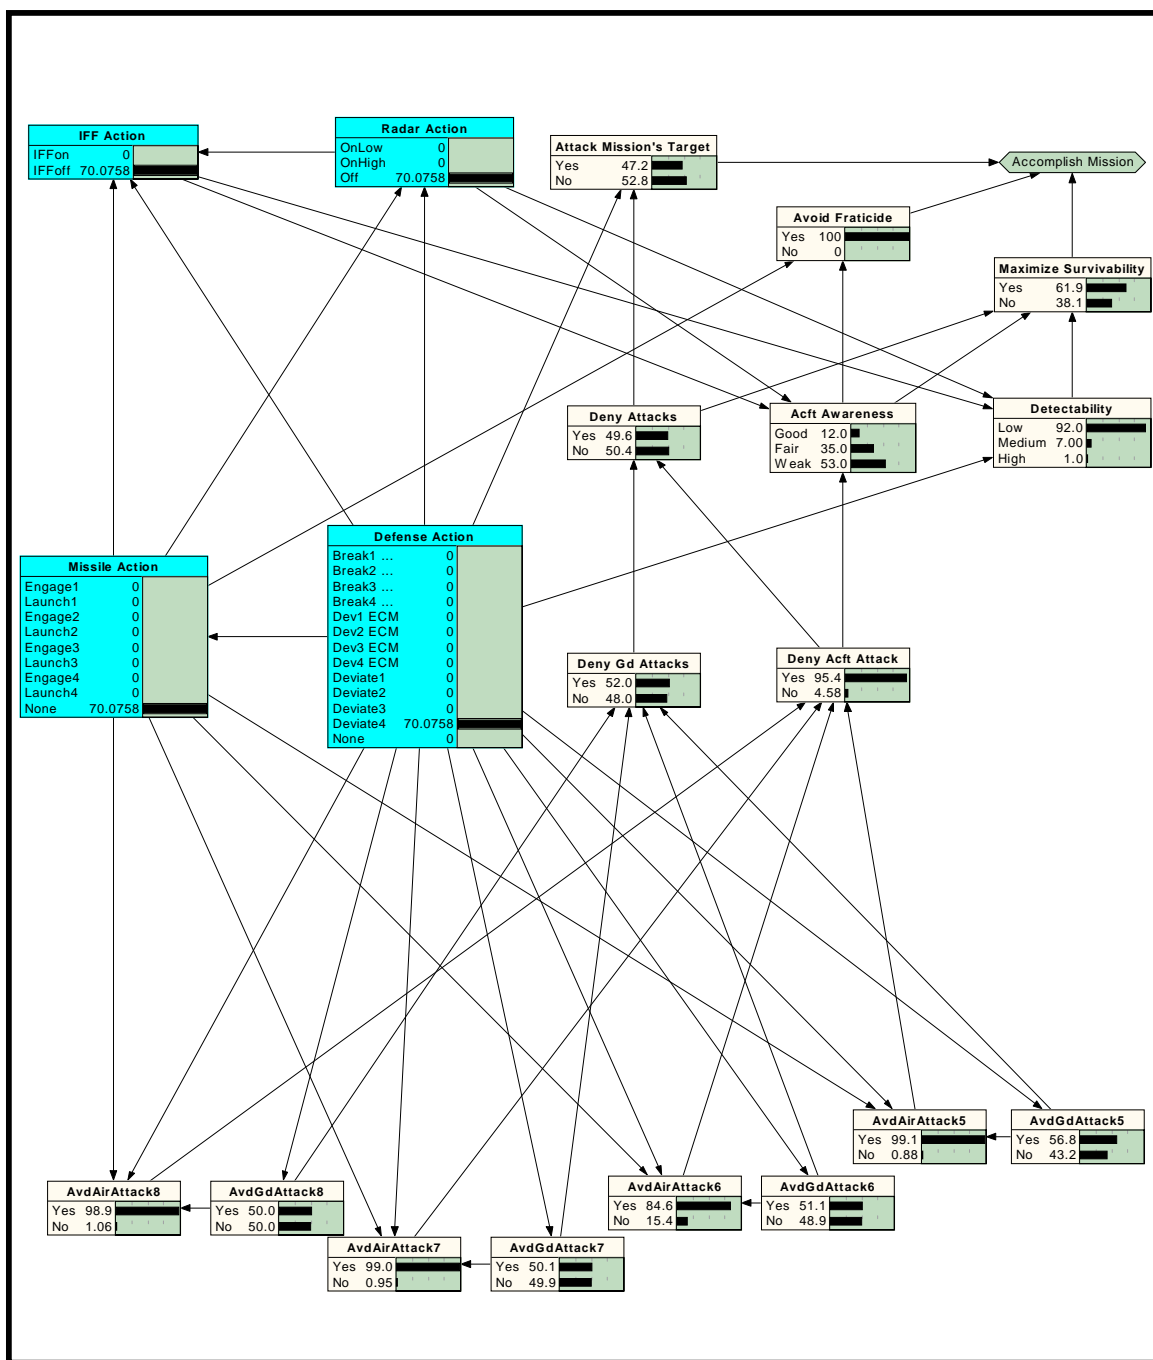 IFF Action
IFFon 0
IFFoff 70.0758
Radar Action
OnLow 0
OnHigh 0
Off 70.0758
Attack Mission's Target
Yes 47.2
No 52.8
Accomplish Mission
Avoid Fraticide
Yes 100
No 0
Maximize Survivability
Yes 61.9
No 38.1
Deny Attacks
Yes 49.6
No 50.4
Acft Awareness
Good 12.0
Fair 35.0
Weak 53.0
Detectability
Low 92.0
Medium 7.00
High 1.0
Missile Action
Engage1 0
Launch1 0
Engage2 0
Launch2 0
Engage3 0
Launch3 0
Engage4 0
Launch4 0
None 70.0758
Defense Action
Break1 ... 0
Break2 ... 0
Break3 ... 0
Break4 ... 0
Dev1 ECM 0
Dev2 ECM 0
Dev3 ECM 0
Dev4 ECM 0
Deviate1 0
Deviate2 0
Deviate3 0
Deviate4 70.0758
None 0
Deny Gd Attacks
Yes 52.0
No 48.0
Deny Acft Attack
Yes 95.4
No 4.58
AvdAirAttack5
Yes 99.1
No 0.88
AvdGdAttack5
Yes 56.8
No 43.2
AvdAirAttack8
Yes 98.9
No 1.06
AvdGdAttack8
Yes 50.0
No 50.0
AvdAirAttack6
Yes 84.6
No 15.4
AvdGdAttack6
Yes 51.1
No 48.9
AvdAirAttack7
Yes 99.0
No 0.95
AvdGdAttack7
Yes 50.1
No 49.9